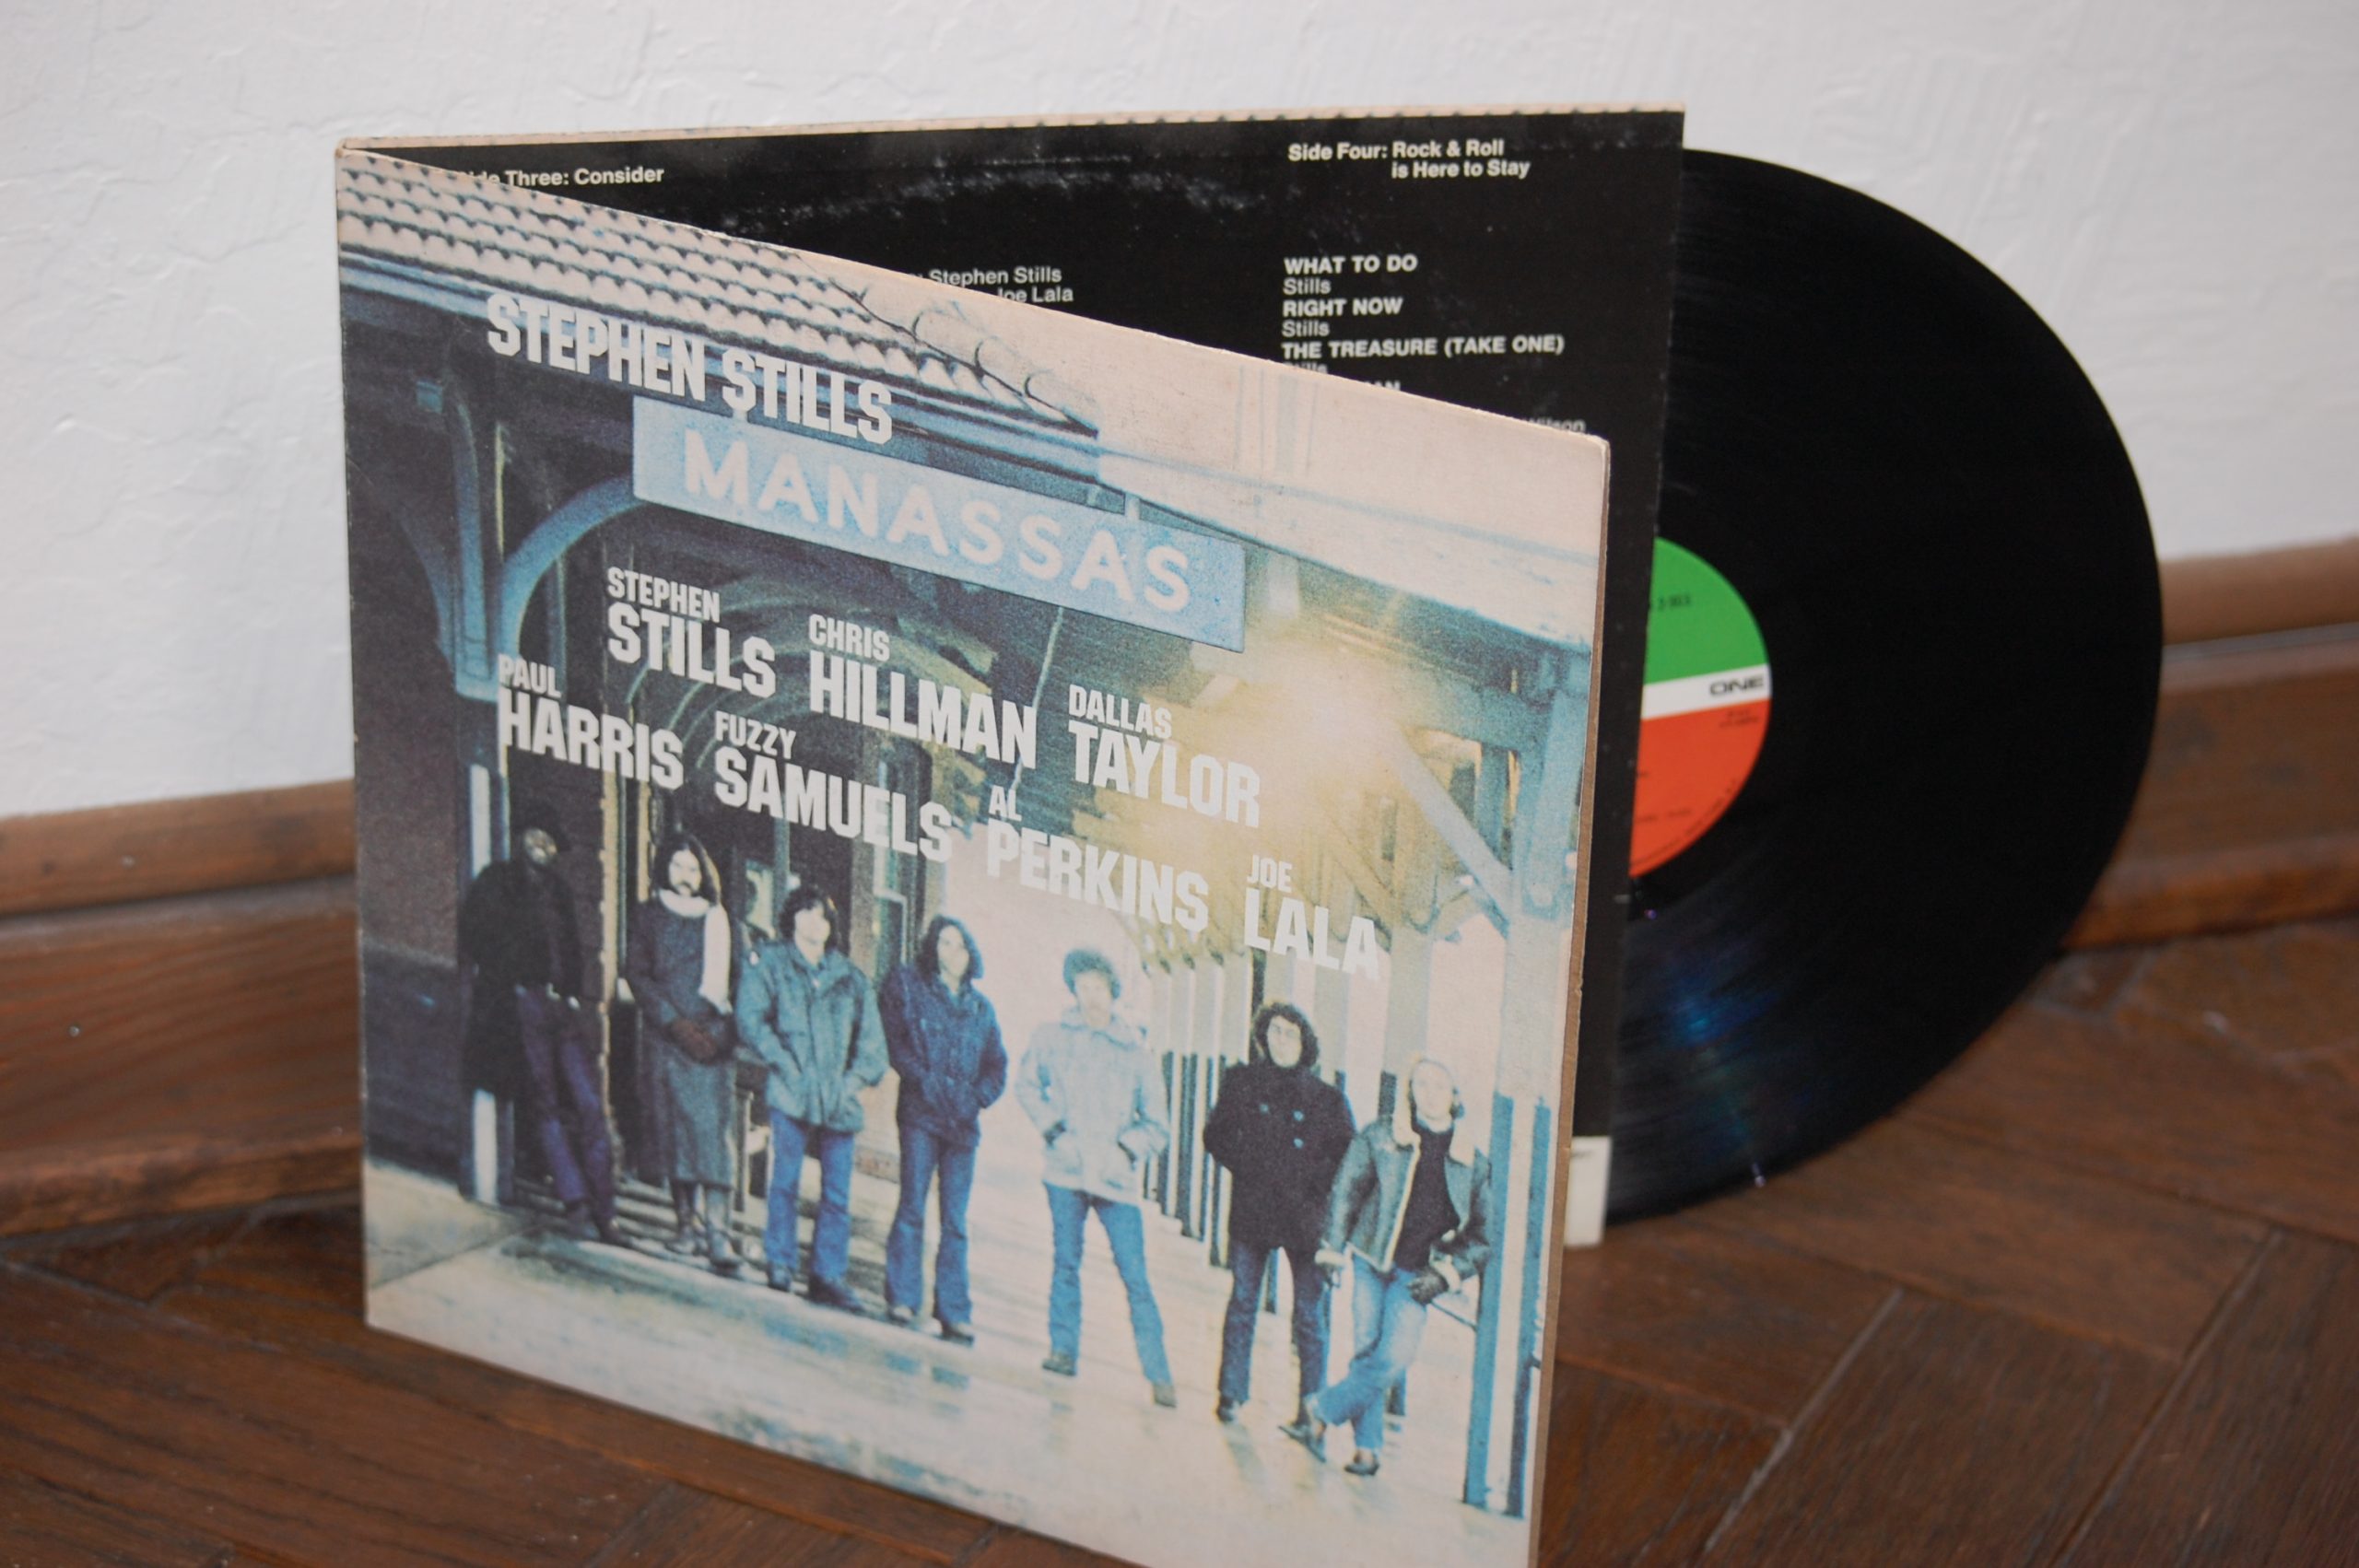 Three: Consider
Side Four: Rock & Roll
is Here to Stay
Stephen Stills
Joe Lala
WHAT TO DO
Stills
RIGHT NOW
Stills
THE TREASURE (TAKE ONE)
STEPHEN STILLS
MANASSAS
STEPHEN
STILLS
CHRIS
HILLMAN
DALLAS
TAYLOR
PAUL
HARRIS
FUZZY
SAMUELS
AL
PERKINS
JOE
LALA
ONE